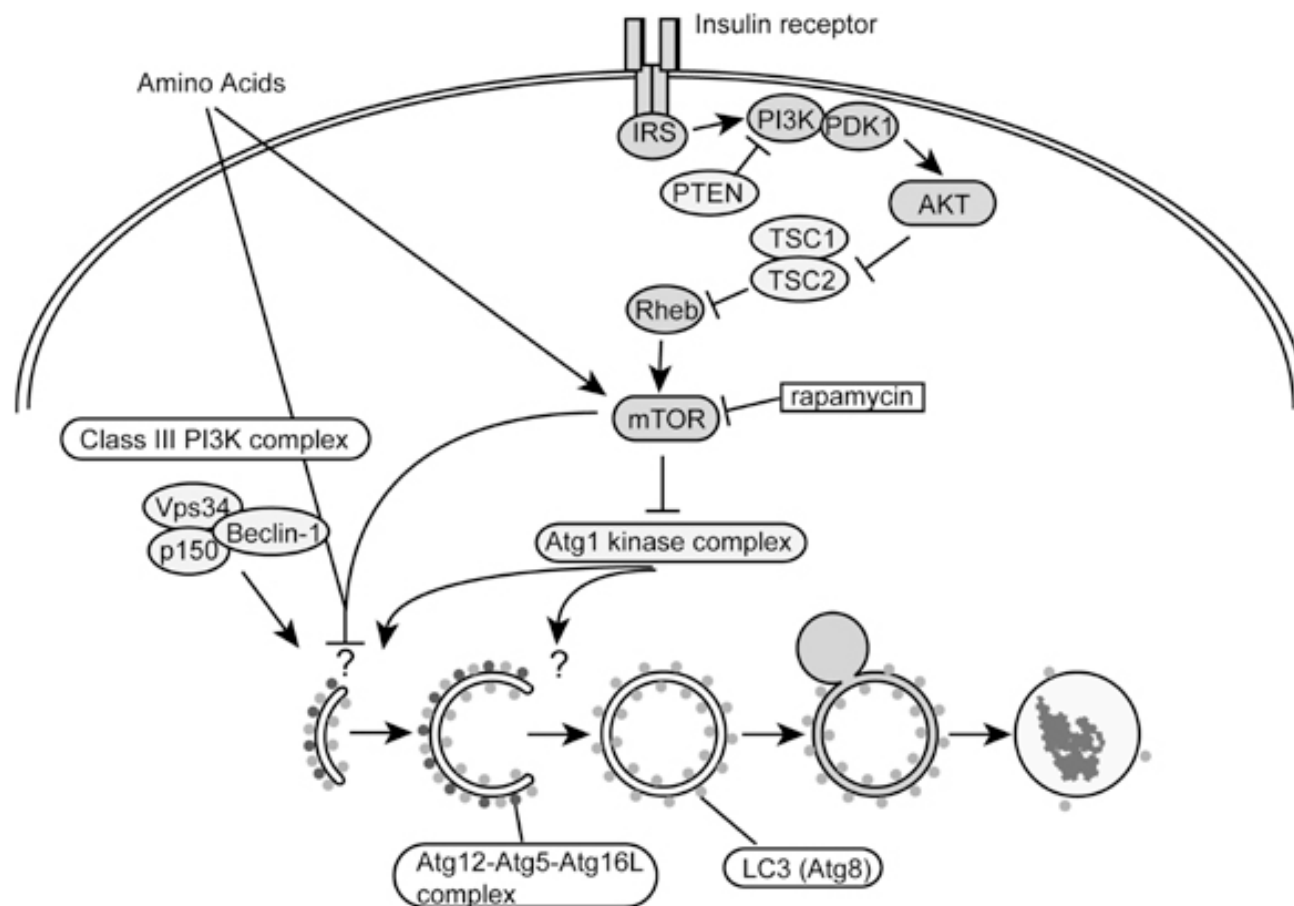 Insulin receptor
Amino Acids
IRS
PI3K
PDK1
PTEN
AKT
TSC1
TSC2
Rheb
rapamycin
mTOR
Class III PI3K complex
Vps34
Beclin-1
p150
Atg1 kinase complex
?
?
Atg12-Atg5-Atg16L
complex
LC3 (Atg8)